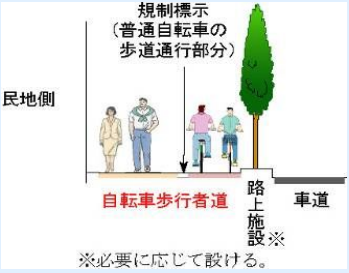 規制標示
(普通自転車の
歩道通行部分)
民地側
自転車歩行者道
路上施設※
車道
※必要に応じて設ける。